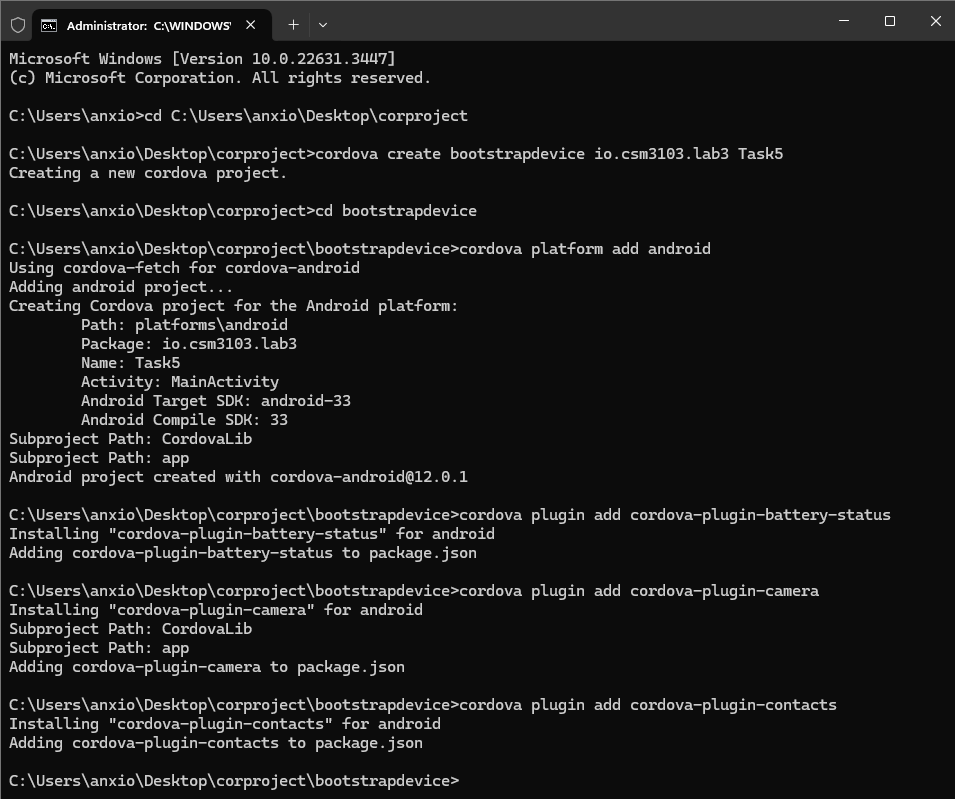 Administrator: C:\WINDOWS\
Microsoft Windows [Version 10.0.22631.3447]
(c) Microsoft Corporation. All rights reserved.
C:\Users\anxio>cd C:\Users\anxio\Desktop\corproject
C:\Users\anxio\Desktop\corproject>cordova create bootstrapdevice io.csm3103.lab3 Task5
Creating a new cordova project.
C:\Users\anxio\Desktop\corproject>cd bootstrapdevice
C:\Users\anxio\Desktop\corproject\bootstrapdevice>cordova platform add android
Using cordova-fetch for cordova-android
Adding android project...
Creating Cordova project for the Android platform:
        Path: platforms\android
        Package: io.csm3103.lab3
        Name: Task5
        Activity: MainActivity
        Android Target SDK: android-33
        Android Compile SDK: 33
Subproject Path: CordovaLib
Subproject Path: app
Android project created with cordova-android@12.0.1
C:\Users\anxio\Desktop\corproject\bootstrapdevice>cordova plugin add cordova-plugin-battery-status
Installing "cordova-plugin-battery-status" for android
Adding cordova-plugin-battery-status to package.json
C:\Users\anxio\Desktop\corproject\bootstrapdevice>cordova plugin add cordova-plugin-camera
Installing "cordova-plugin-camera" for android
Subproject Path: CordovaLib
Subproject Path: app
Adding cordova-plugin-camera to package.json
C:\Users\anxio\Desktop\corproject\bootstrapdevice>cordova plugin add cordova-plugin-contacts
Installing "cordova-plugin-contacts" for android
Adding cordova-plugin-contacts to package.json
C:\Users\anxio\Desktop\corproject\bootstrapdevice>